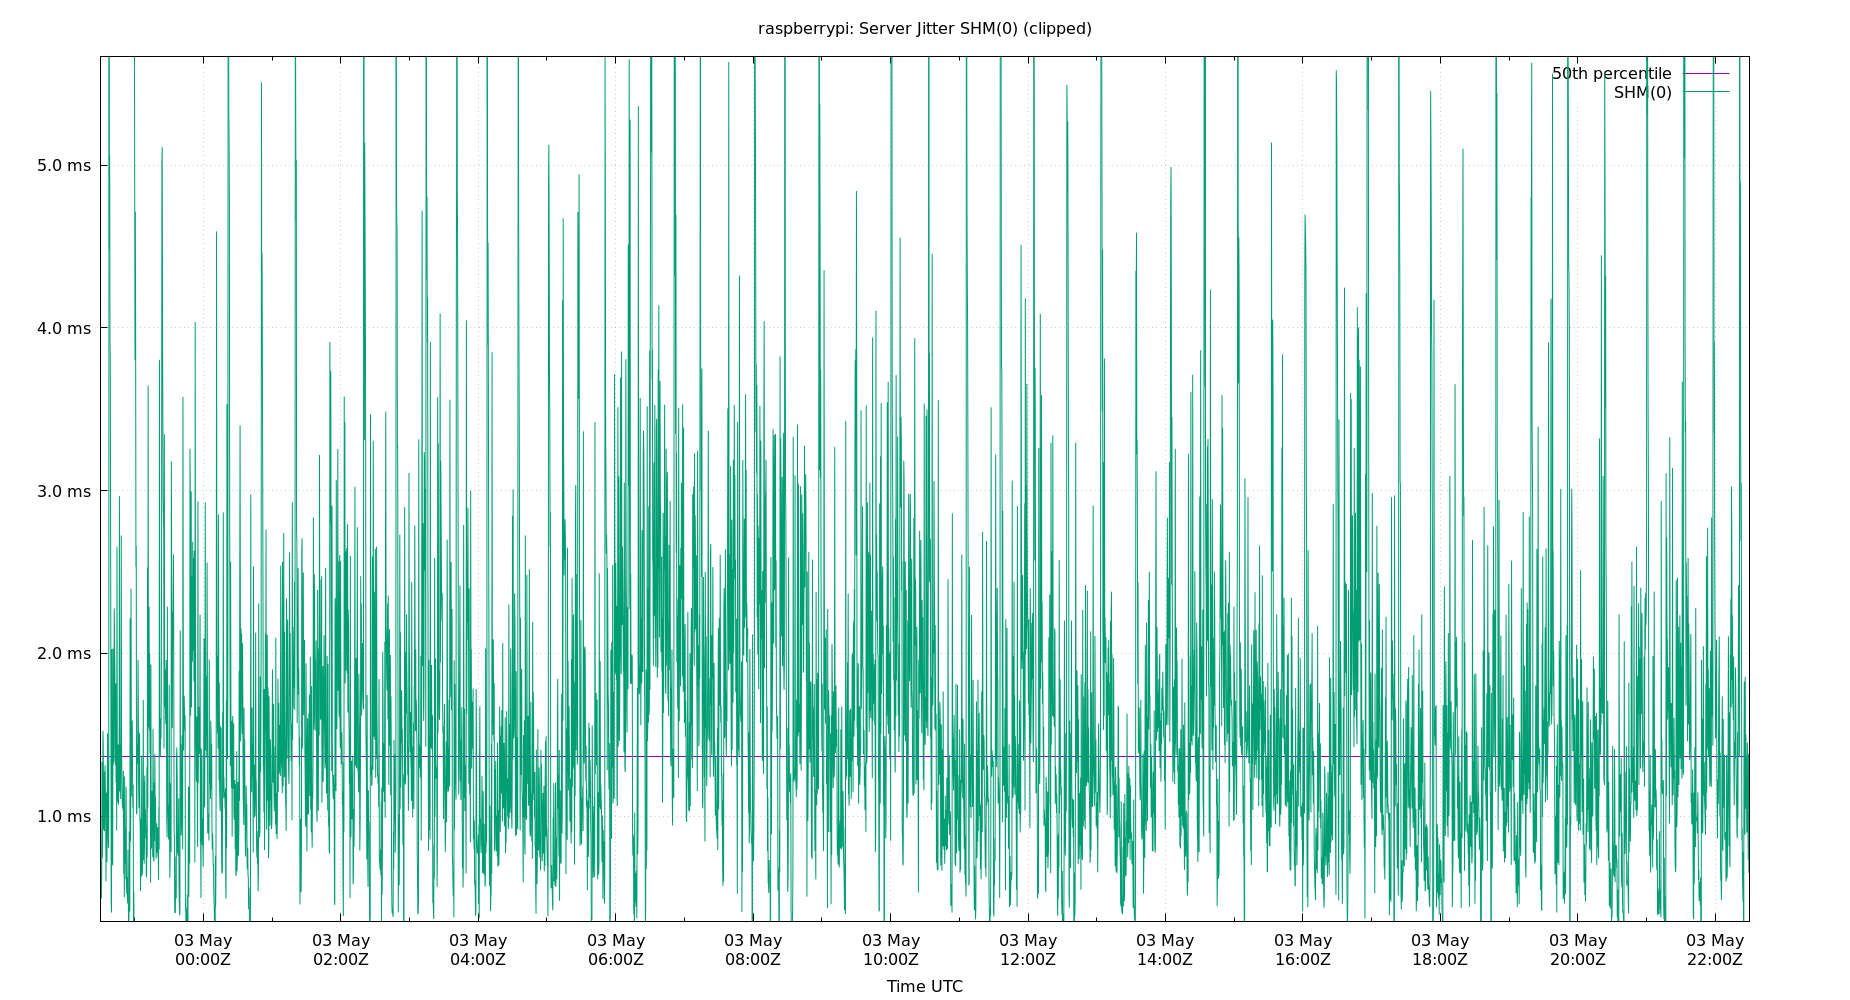 raspberrypi: Server Jitter SHM(0) (clipped)
50th percentile
SHM(0)
5.0 ms
4.0 ms
3.0 ms
2.0 ms
1.0 ms
03 May 03 May 03 May 03 May 03 May 03 May 03 May 03 May 03 May 03 May 03 May 03 May
00:00Z 02:00Z 04:00Z 06:00Z 08:00Z 10:00Z 12:00Z 14:00Z 16:00Z 18:00Z 20:00Z 22:00Z
Time UTC